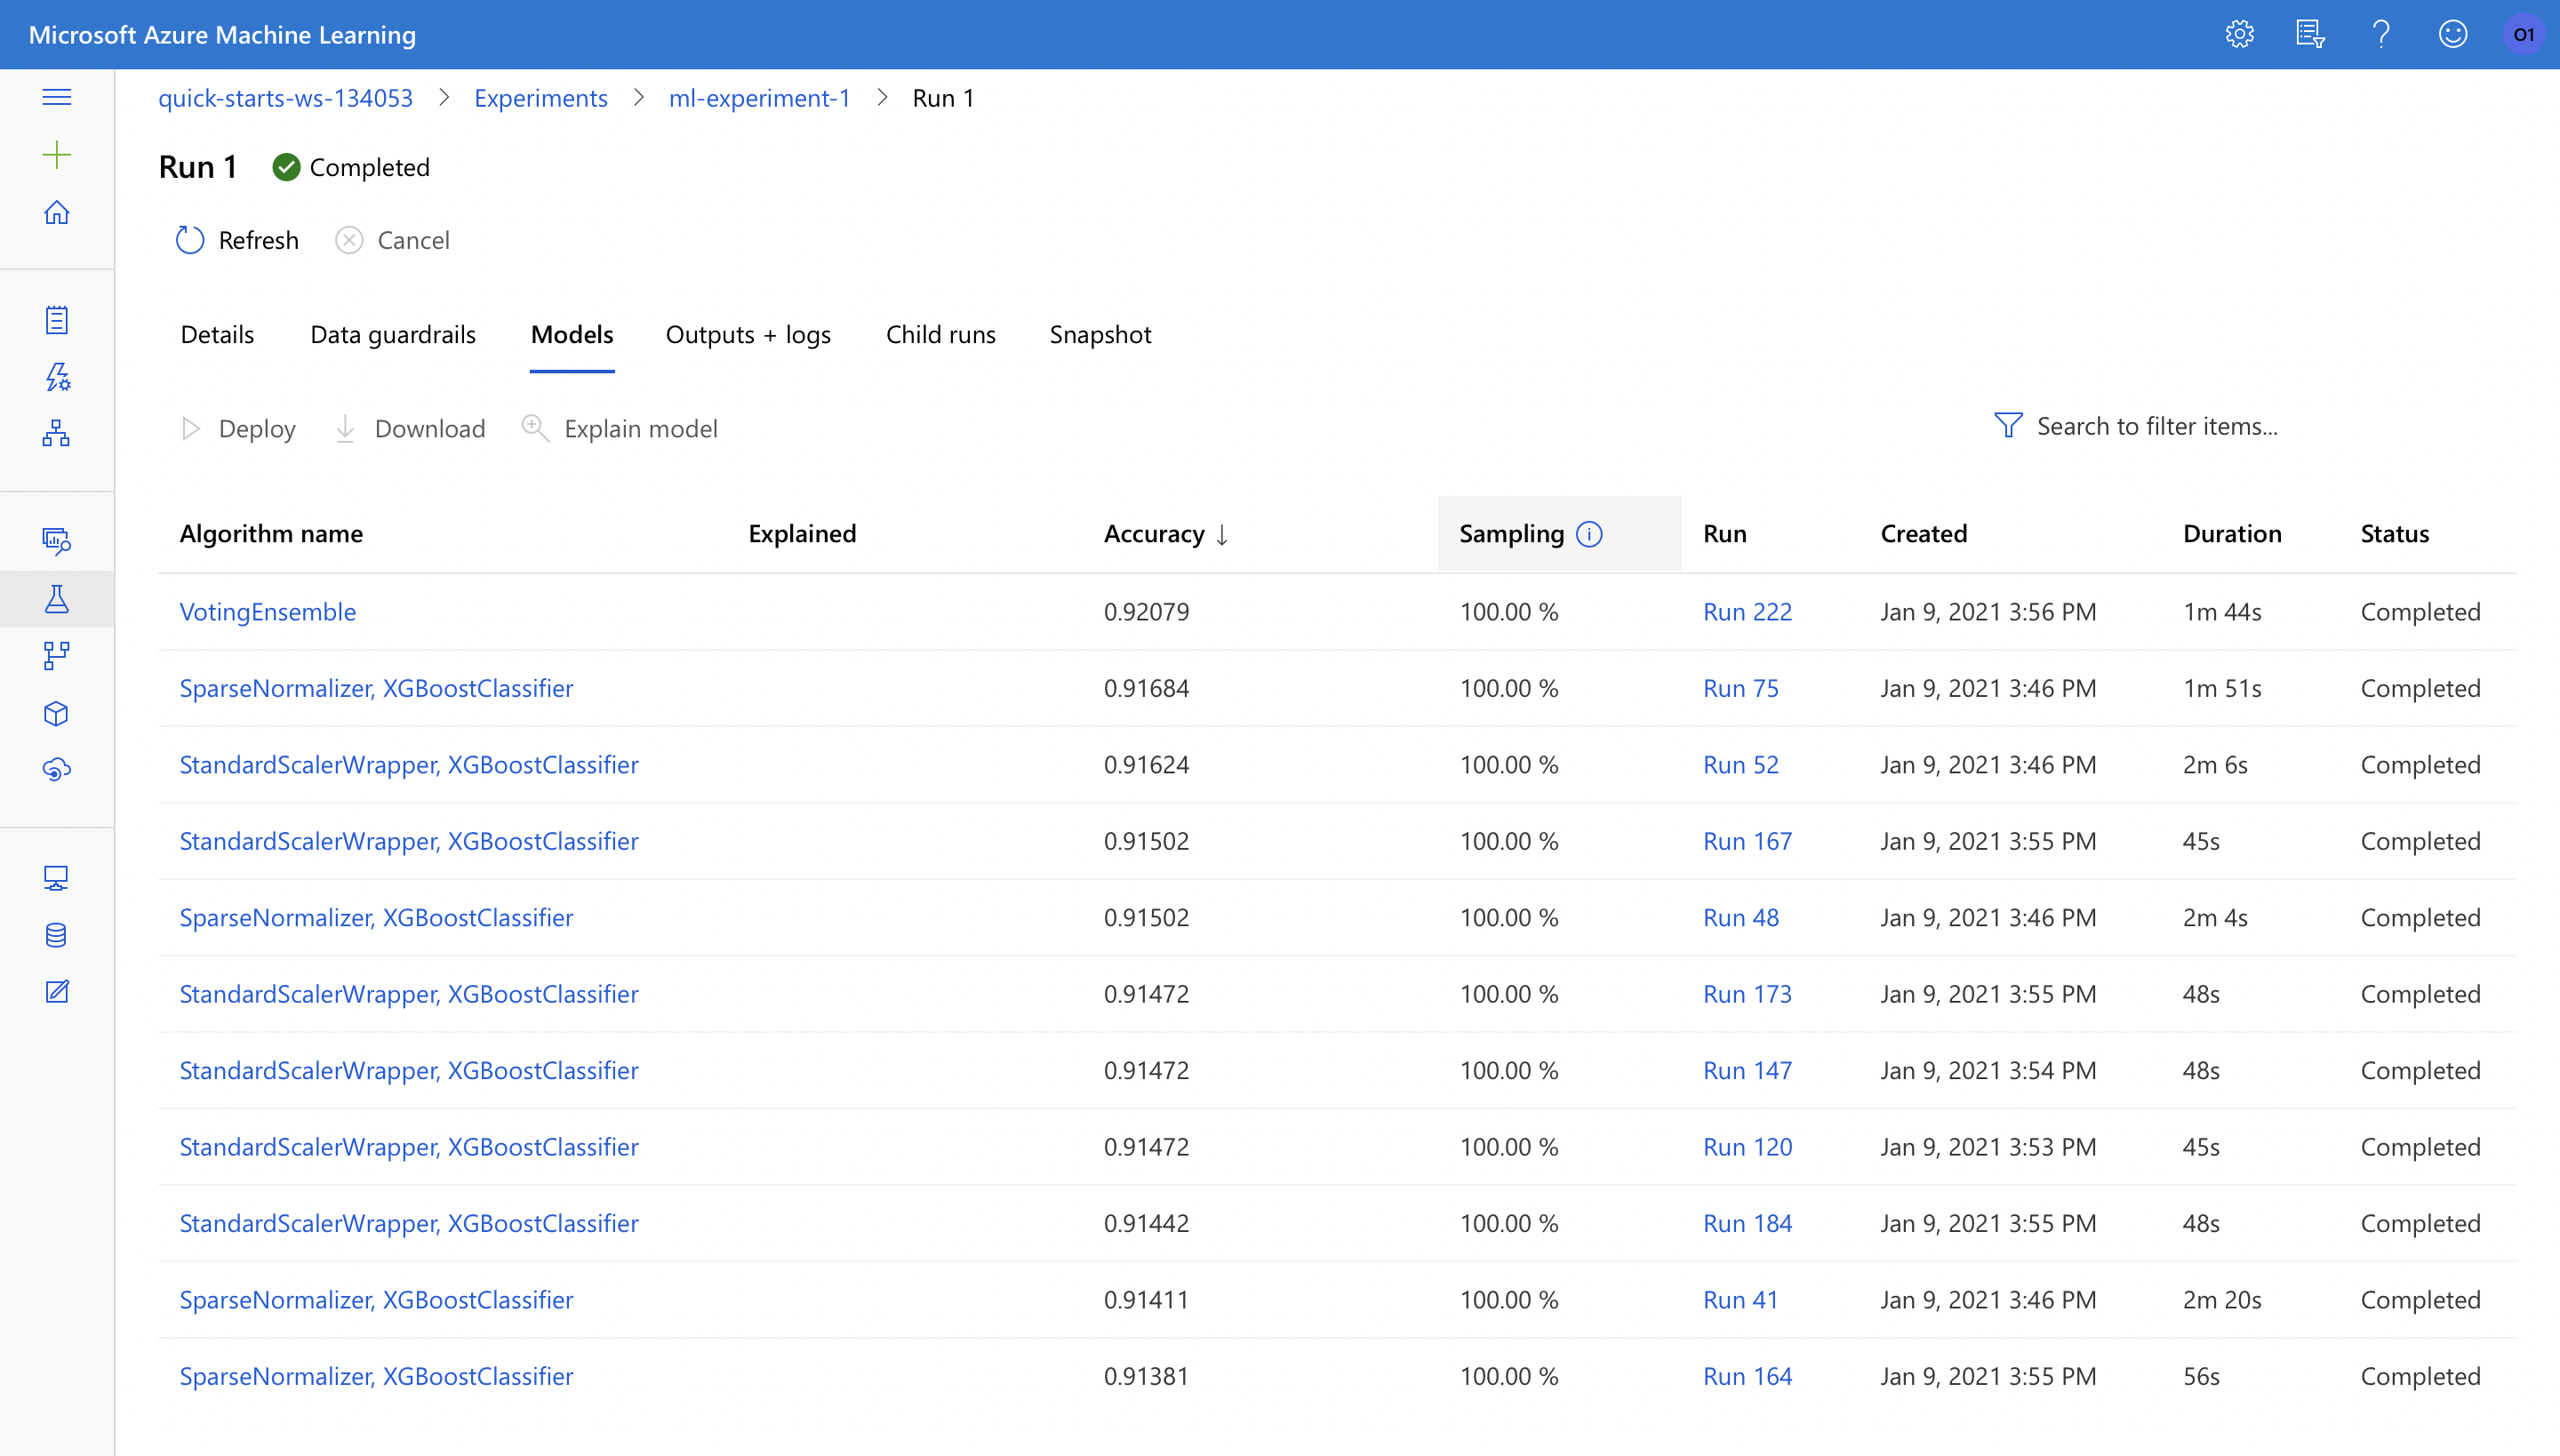 Microsoft Azure Machine Learning
O1
quick-starts-ws-134053 > Experiments > ml-experiment-1 > Run 1
Run 1 Completed
Refresh Cancel
Details Data guardrails Models Outputs + logs Child runs Snapshot
Deploy Download Explain model Search to filter items...
Algorithm name Explained Accuracy ↓ Sampling Run Created Duration Status
VotingEnsemble 0.92079 100.00 % Run 222 Jan 9, 2021 3:56 PM 1m 44s Completed
SparseNormalizer, XGBoostClassifier 0.91684 100.00 % Run 75 Jan 9, 2021 3:46 PM 1m 51s Completed
StandardScalerWrapper, XGBoostClassifier 0.91624 100.00 % Run 52 Jan 9, 2021 3:46 PM 2m 6s Completed
StandardScalerWrapper, XGBoostClassifier 0.91502 100.00 % Run 167 Jan 9, 2021 3:55 PM 45s Completed
SparseNormalizer, XGBoostClassifier 0.91502 100.00 % Run 48 Jan 9, 2021 3:46 PM 2m 4s Completed
StandardScalerWrapper, XGBoostClassifier 0.91472 100.00 % Run 173 Jan 9, 2021 3:55 PM 48s Completed
StandardScalerWrapper, XGBoostClassifier 0.91472 100.00 % Run 147 Jan 9, 2021 3:54 PM 48s Completed
StandardScalerWrapper, XGBoostClassifier 0.91472 100.00 % Run 120 Jan 9, 2021 3:53 PM 45s Completed
StandardScalerWrapper, XGBoostClassifier 0.91442 100.00 % Run 184 Jan 9, 2021 3:55 PM 48s Completed
SparseNormalizer, XGBoostClassifier 0.91411 100.00 % Run 41 Jan 9, 2021 3:46 PM 2m 20s Completed
SparseNormalizer, XGBoostClassifier 0.91381 100.00 % Run 164 Jan 9, 2021 3:55 PM 56s Completed